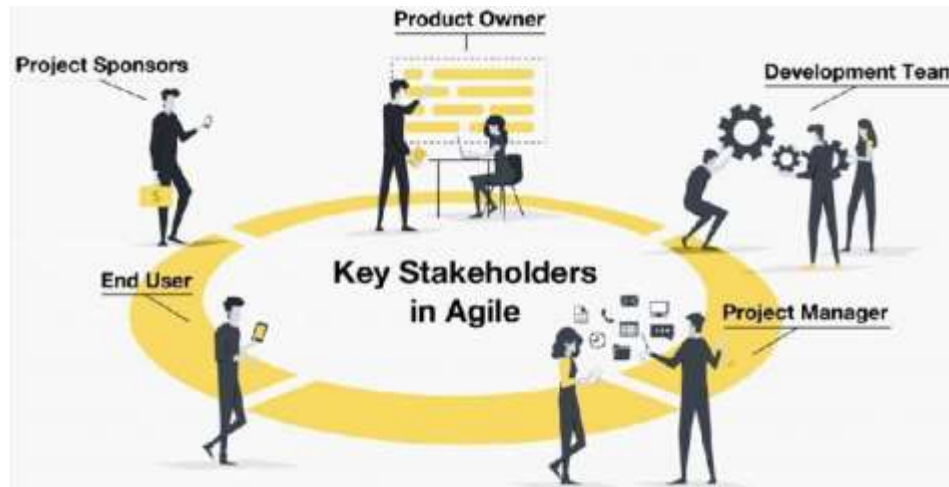 Product Owner
Project Sponsors
Development Team
End User
Key Stakeholders
in Agile
Project Manager
$